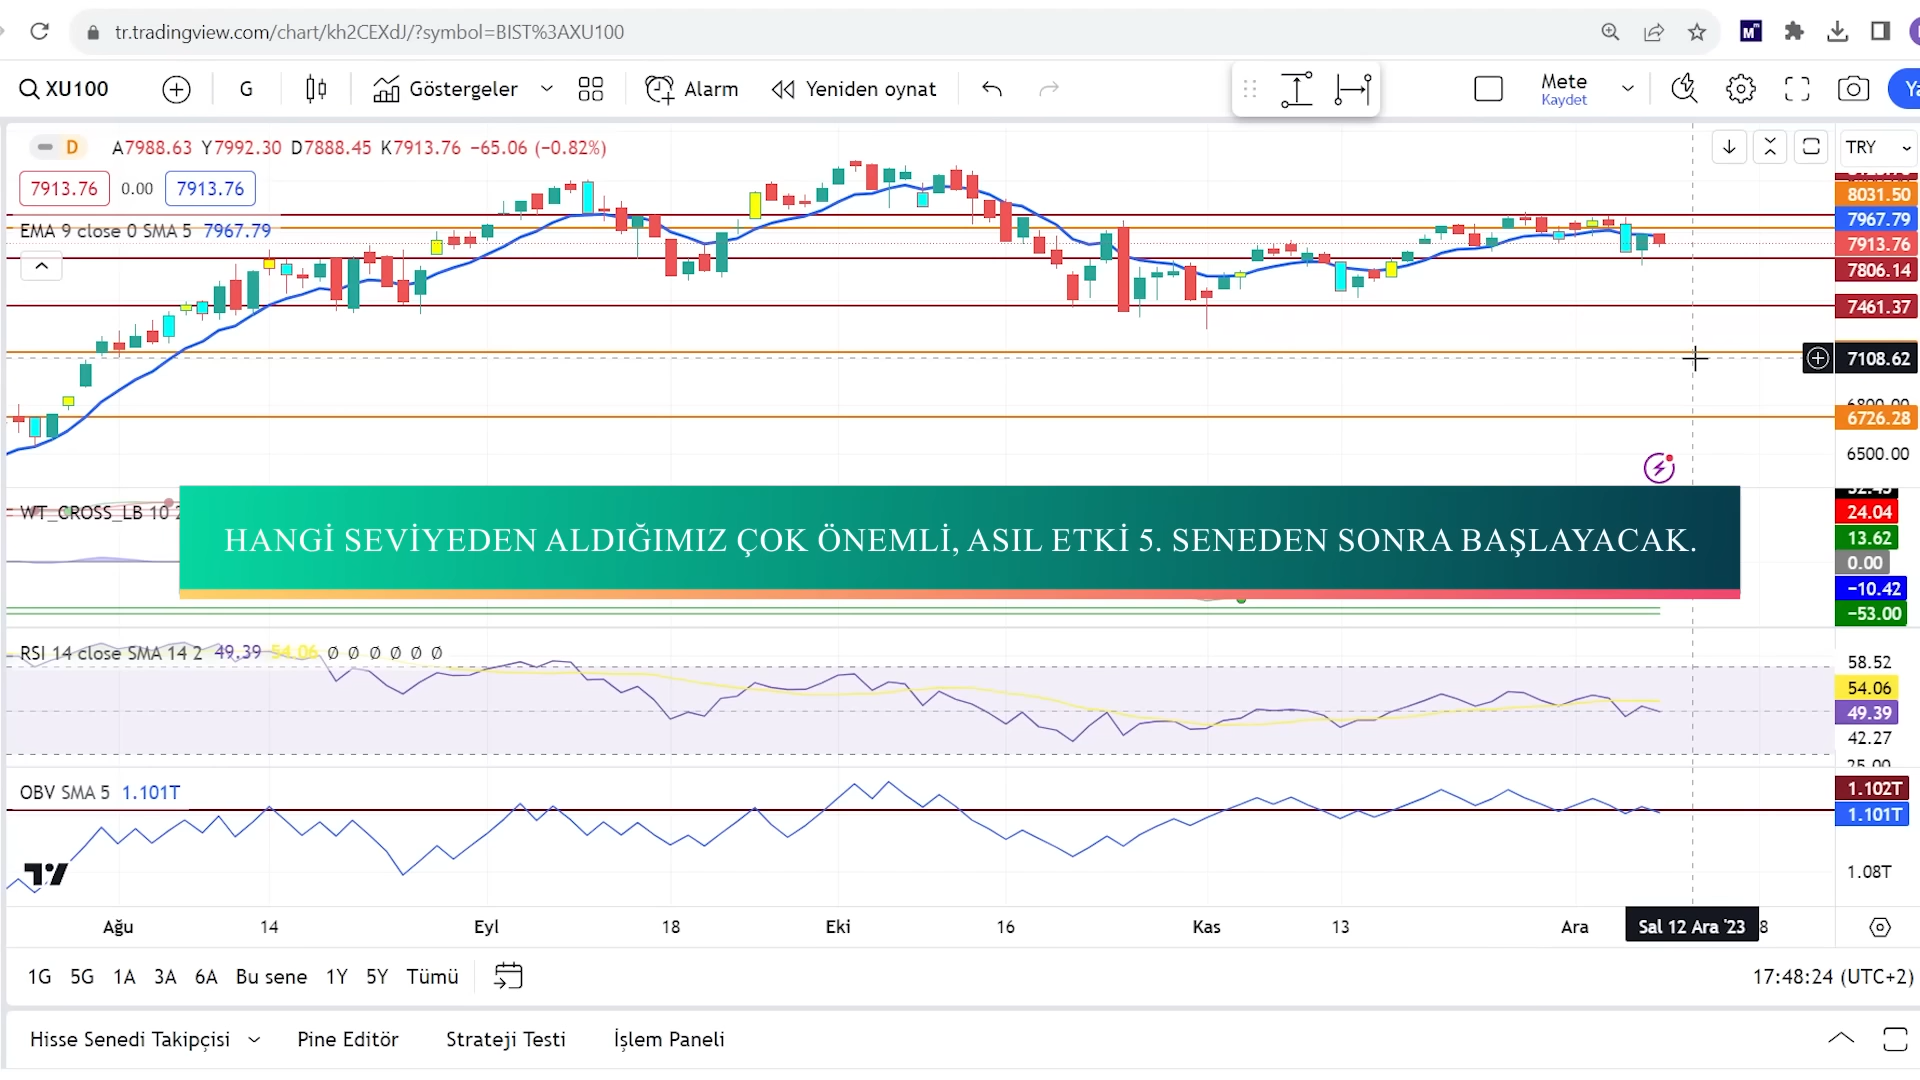 tr.tradingview.com/chart/kh2CEXdJ/?symbol=BIST%3AXU100
XU100 G Göstergeler Alarm Yeniden oynat Mete Kaydet
D A7988.63 Y7992.30 D7888.45 K7913.76 −65.06 (−0.82%)
TRY
7913.76 0.00 7913.76
8031.50
EMA 9 close 0 SMA 5 7967.79
7967.79
7913.76
7806.14
7461.37
7108.62
6726.28
6500.00
WT_CROSS_LB 10
HANGİ SEVİYEDEN ALDIĞIMIZ ÇOK ÖNEMLİ, ASIL ETKİ 5. SENEDEN SONRA BAŞLAYACAK.
24.04
13.62
0.00
−10.42
−53.00
RSI 14 close SMA 14 2 49.39 54.06 Ø Ø Ø Ø Ø Ø
58.52
54.06
49.39
42.27
OBV SMA 5 1.101T
1.102T
1.101T
1.08T
Ağu 14 Eyl 18 Eki 16 Kas 13 Ara Sal 12 Ara '23 8
1G 5G 1A 3A 6A Bu sene 1Y 5Y Tümü
17:48:24 (UTC+2)
Hisse Senedi Takipçisi Pine Editör Strateji Testi İşlem Paneli